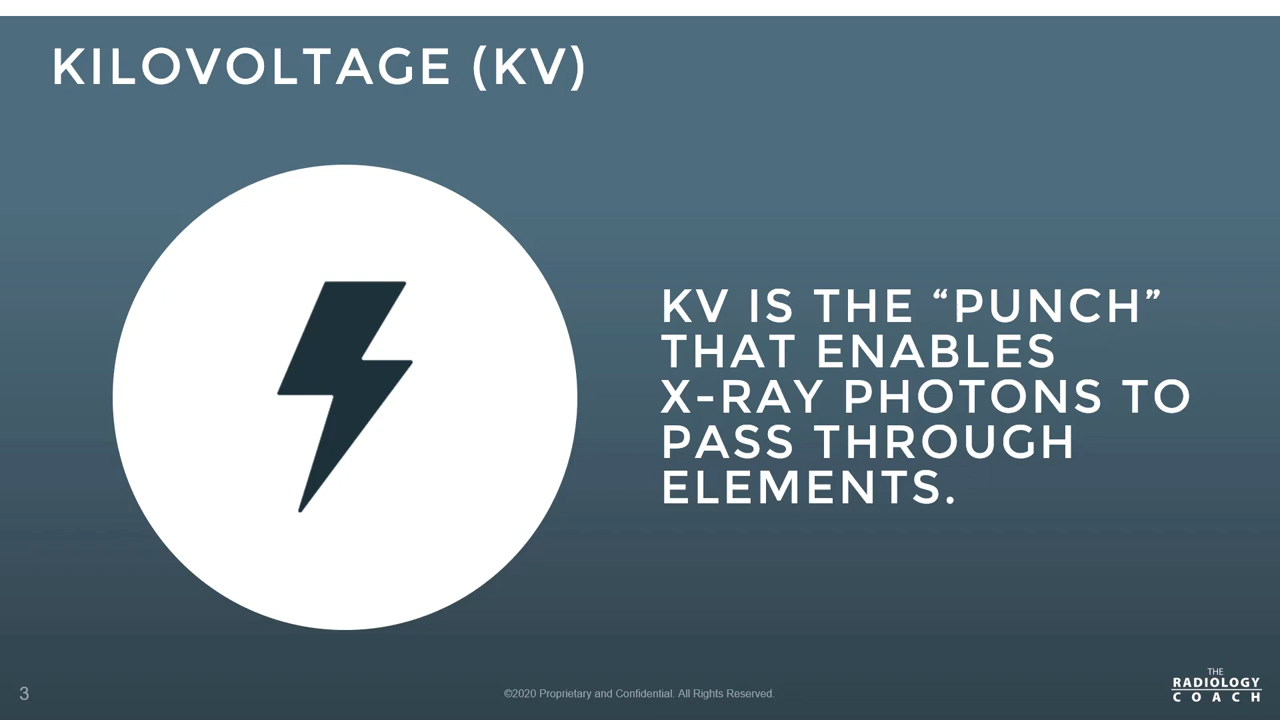 KILOVOLTAGE (KV)
KV IS THE “PUNCH”
THAT ENABLES
X-RAY PHOTONS TO
PASS THROUGH
ELEMENTS.
3
©2020 Proprietary and Confidential. All Rights Reserved.
THE
RADIOLOGY
COACH